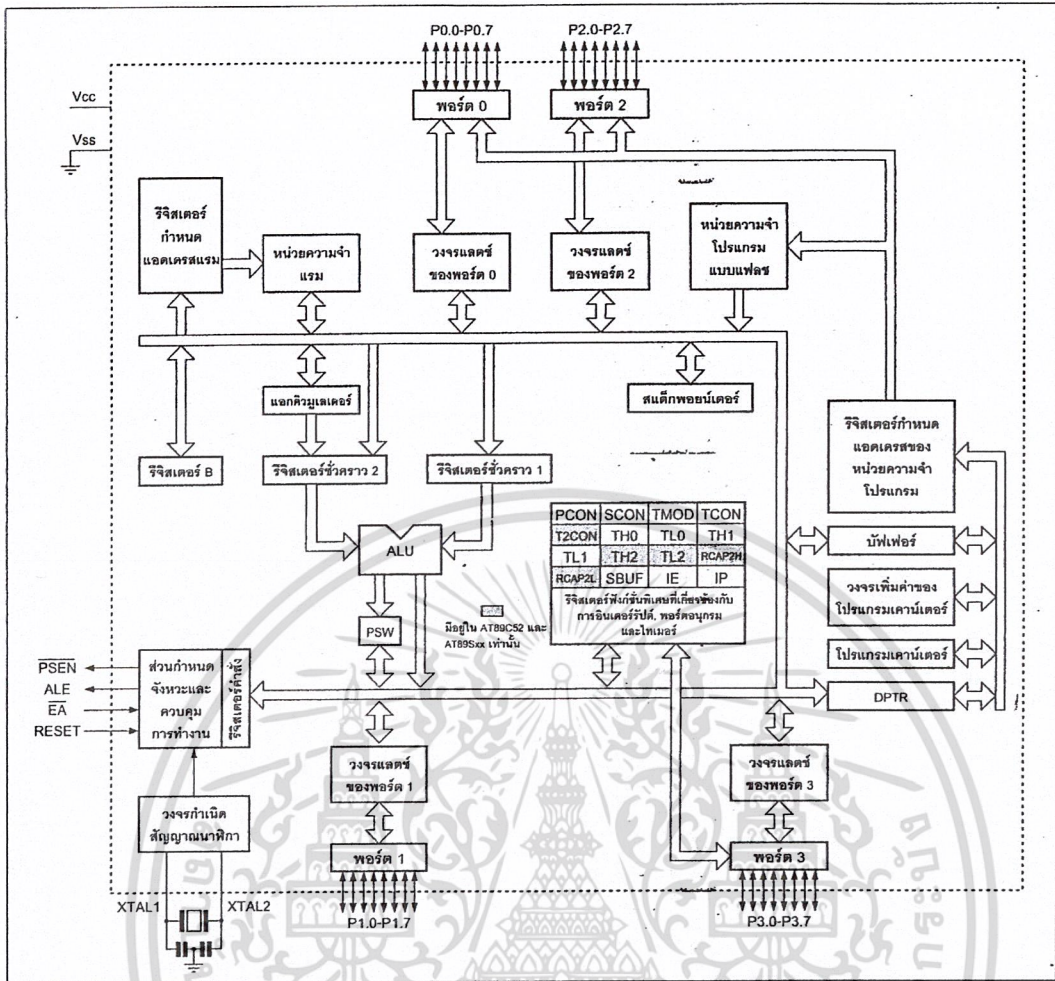 P0.0-P0.7
P2.0-P2.7
Vcc
Vss
พอร์ต 0
พอร์ต 2
รีจิสเตอร์
กำหนด
แอดเดรสแรม
หน่วยความจำ
แรม
วงจรแลตช์
ของพอร์ต 0
วงจรแลตช์
ของพอร์ต 2
หน่วยความจำ
โปรแกรม
แบบแฟลช
แอกคิวมูเลเตอร์
สแต็กพอยน์เตอร์
รีจิสเตอร์ B
รีจิสเตอร์ชั่วคราว 2
รีจิสเตอร์ชั่วคราว 1
รีจิสเตอร์กำหนด
แอดเดรสของ
หน่วยความจำ
โปรแกรม
ALU
PCON SCON TMOD TCON
T2CON TH0 TL0 TH1
TL1 TH2 TL2 RCAP2H
RCAP2L SBUF IE IP
รีจิสเตอร์ฟังก์ชั่นพิเศษที่เกี่ยวข้องกับ
การอินเตอร์รัปต์, พอร์ตอนุกรม
และไทเมอร์
บัฟเฟอร์
วงจรเพิ่มค่าของ
โปรแกรมเคาน์เตอร์
โปรแกรมเคาน์เตอร์
DPTR
PSW
มีอยู่ใน AT89C52 และ
AT89Sxx เท่านั้น
PSEN
ALE
EA
RESET
ส่วนกำหนด
จังหวะและ
ควบคุม
การทำงาน
รีจิสเตอร์คำสั่ง
วงจรกำเนิด
สัญญาณนาฬิกา
XTAL1
XTAL2
วงจรแลตช์
ของพอร์ต 1
พอร์ต 1
P1.0-P1.7
วงจรแลตช์
ของพอร์ต 3
พอร์ต 3
P3.0-P3.7